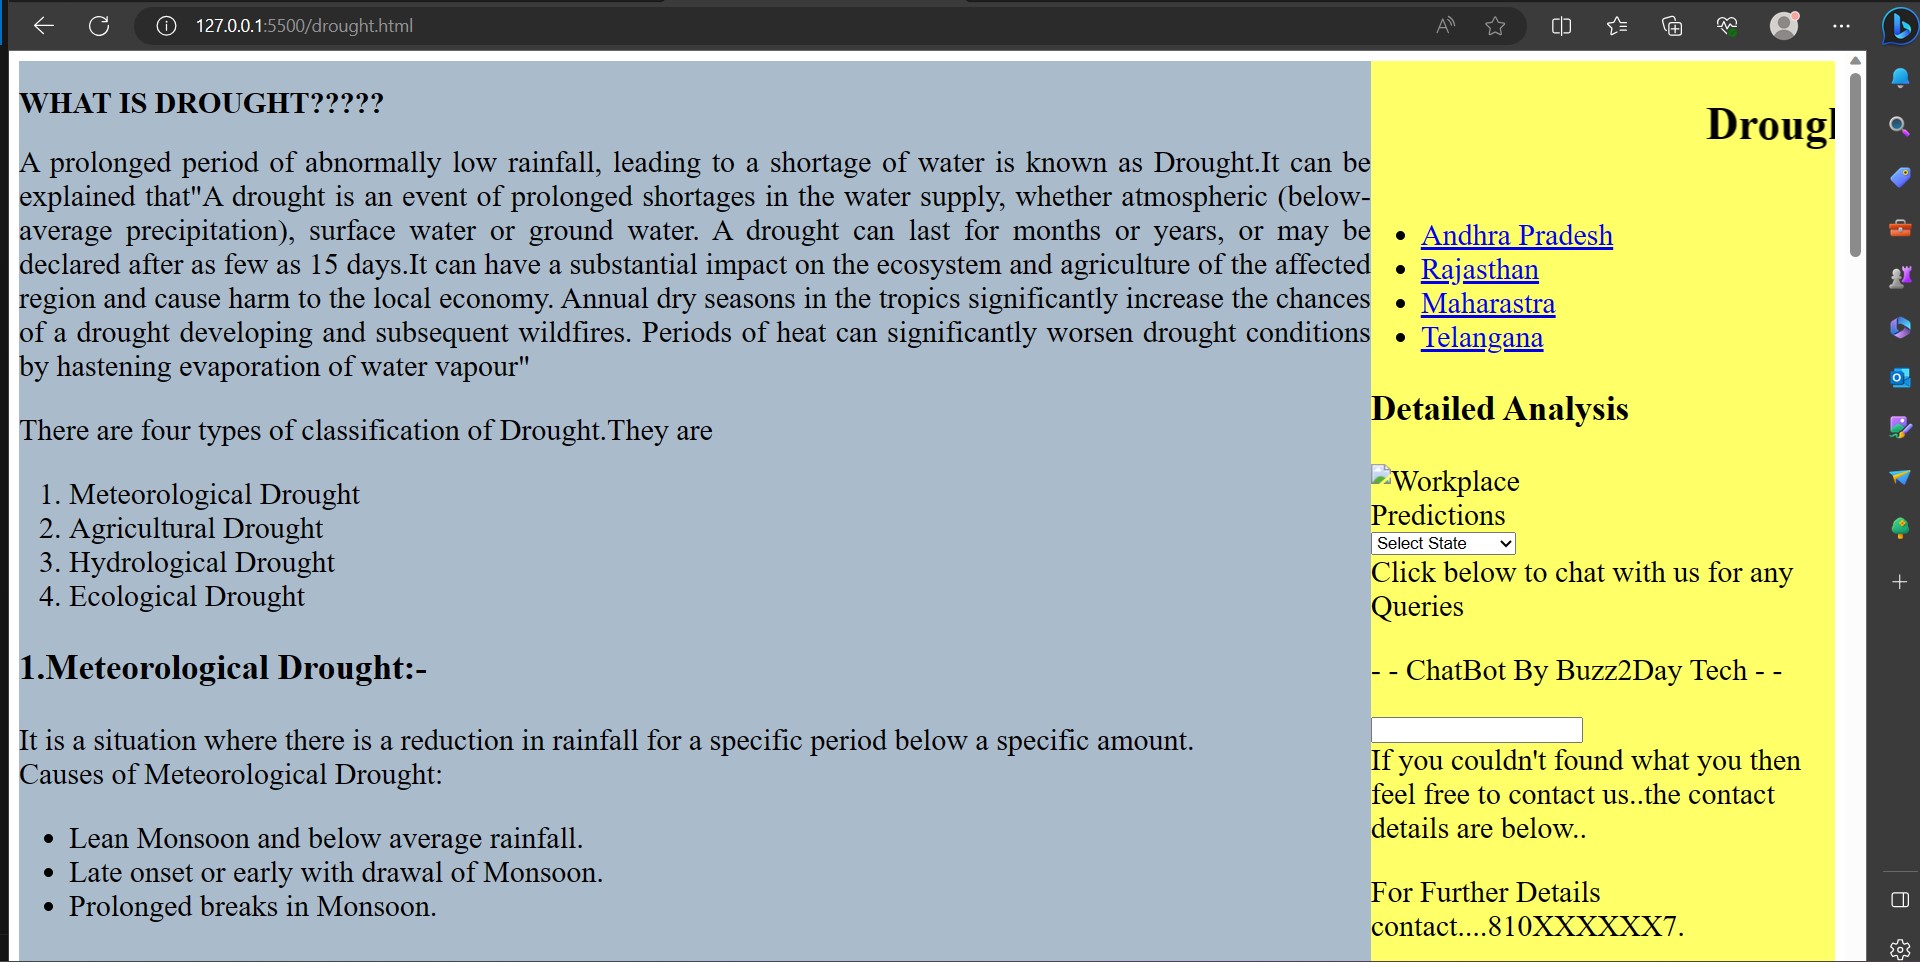 127.0.0.1:5500/drought.html
WHAT IS DROUGHT?????
A prolonged period of abnormally low rainfall, leading to a shortage of water is known as Drought.It can be
explained that"A drought is an event of prolonged shortages in the water supply, whether atmospheric (below-
average precipitation), surface water or ground water. A drought can last for months or years, or may be
declared after as few as 15 days.It can have a substantial impact on the ecosystem and agriculture of the affected
region and cause harm to the local economy. Annual dry seasons in the tropics significantly increase the chances
of a drought developing and subsequent wildfires. Periods of heat can significantly worsen drought conditions
by hastening evaporation of water vapour"
There are four types of classification of Drought.They are
1. Meteorological Drought
2. Agricultural Drought
3. Hydrological Drought
4. Ecological Drought
1.Meteorological Drought:-
It is a situation where there is a reduction in rainfall for a specific period below a specific amount.
Causes of Meteorological Drought:
• Lean Monsoon and below average rainfall.
• Late onset or early with drawal of Monsoon.
• Prolonged breaks in Monsoon.
• Andhra Pradesh
• Rajasthan
• Maharastra
• Telangana
Detailed Analysis
Workplace
Predictions
Select State
Click below to chat with us for any
Queries
- - ChatBot By Buzz2Day Tech - -
If you couldn't found what you then
feel free to contact us..the contact
details are below..
For Further Details
contact....810XXXXXX7.